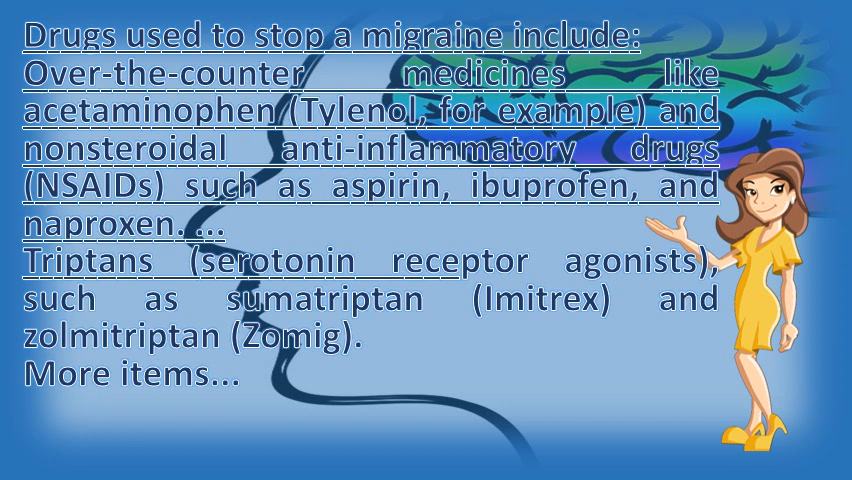 Drugs used to stop a migraine include:
Over-the-counter medicines like
acetaminophen (Tylenol, for example) and
nonsteroidal anti-inflammatory drugs
(NSAIDs) such as aspirin, ibuprofen, and
naproxen. ...
Triptans (serotonin receptor agonists),
such as sumatriptan (Imitrex) and
zolmitriptan (Zomig).
More items...